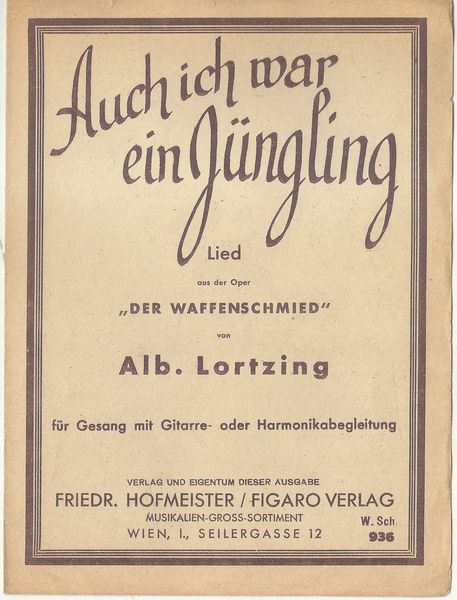 Auch ich war
ein Jüngling
Lied
aus der Oper
„DER WAFFENSCHMIED"
von
Alb. Lortzing
für Gesang mit Gitarre- oder Harmonikabegleitung
VERLAG UND EIGENTUM DIESER AUSGABE
FRIEDR. HOFMEISTER / FIGARO VERLAG
MUSIKALIEN-GROSS-SORTIMENT
WIEN, I., SEILERGASSE 12
W. Sch.
936